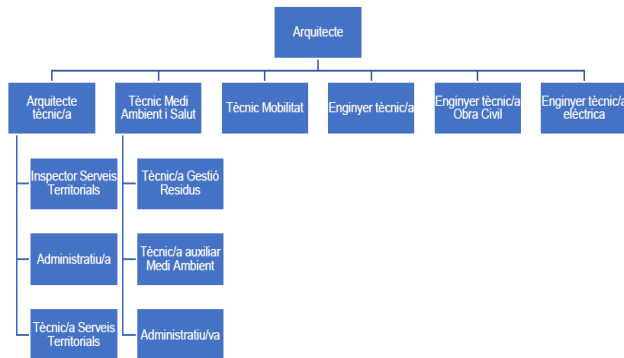 Arquitecte
Arquitecte
tècnic/a
Tècnic Medi
Ambient i Salut
Tècnic Mobilitat
Enginyer tècnic/a
Enginyer tècnic/a
Obra Civil
Enginyer tècnic/a
elèctrica
Inspector Serveis
Territorials
Tècnic/a Gestió
Residus
Administratiu/a
Tècnic/a auxiliar
Medi Ambient
Tècnic/a Serveis
Territorials
Administratiu/va